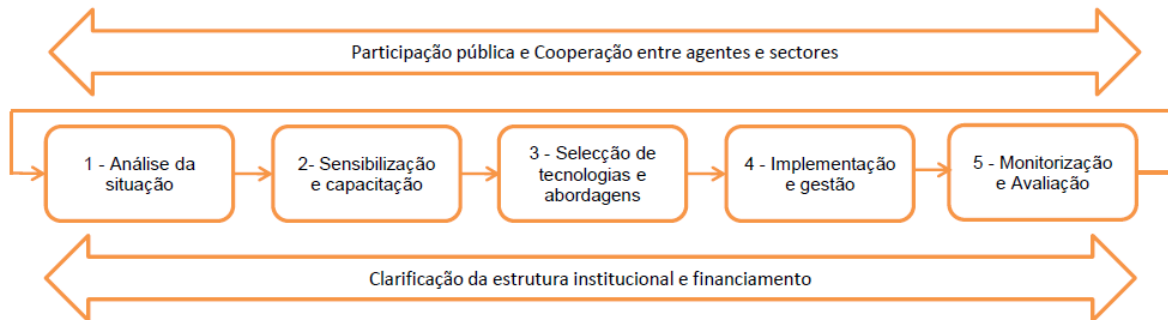 Participação pública e Cooperação entre agentes e sectores
1 - Análise da
situação
2- Sensibilização
e capacitação
3 - Selecção de
tecnologias e
abordagens
4 - Implementação
e gestão
5 - Monitorização
e Avaliação
Clarificação da estrutura institucional e financiamento